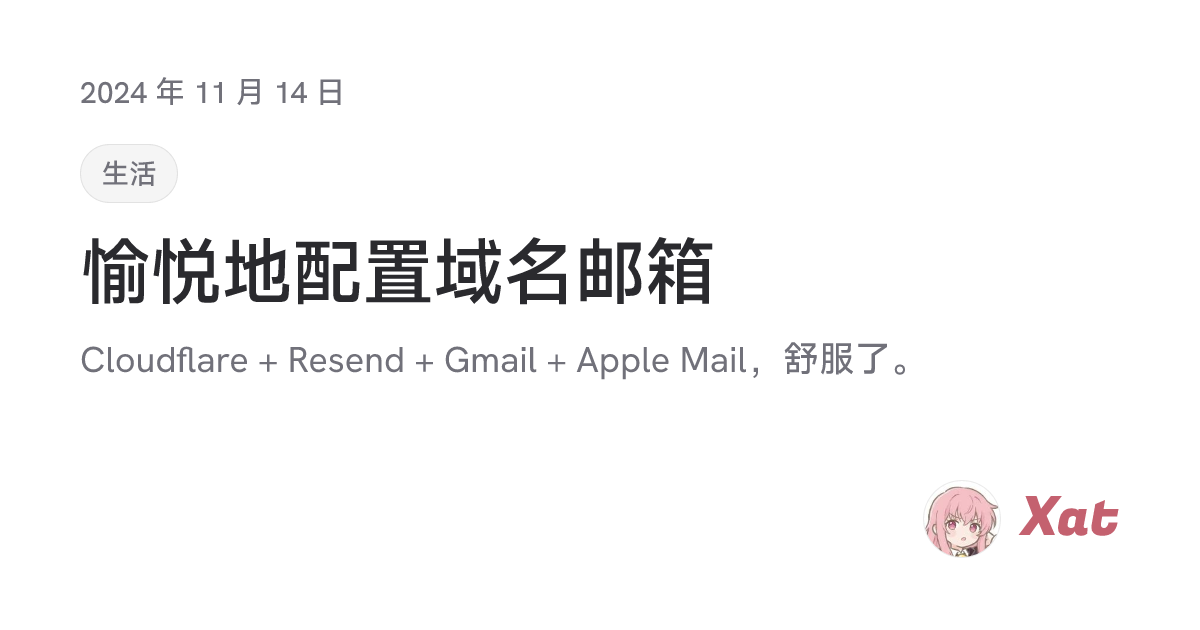 2024 年 11 月 14 日
生活
愉悦地配置域名邮箱
Cloudflare + Resend + Gmail + Apple Mail，舒服了。
Xat